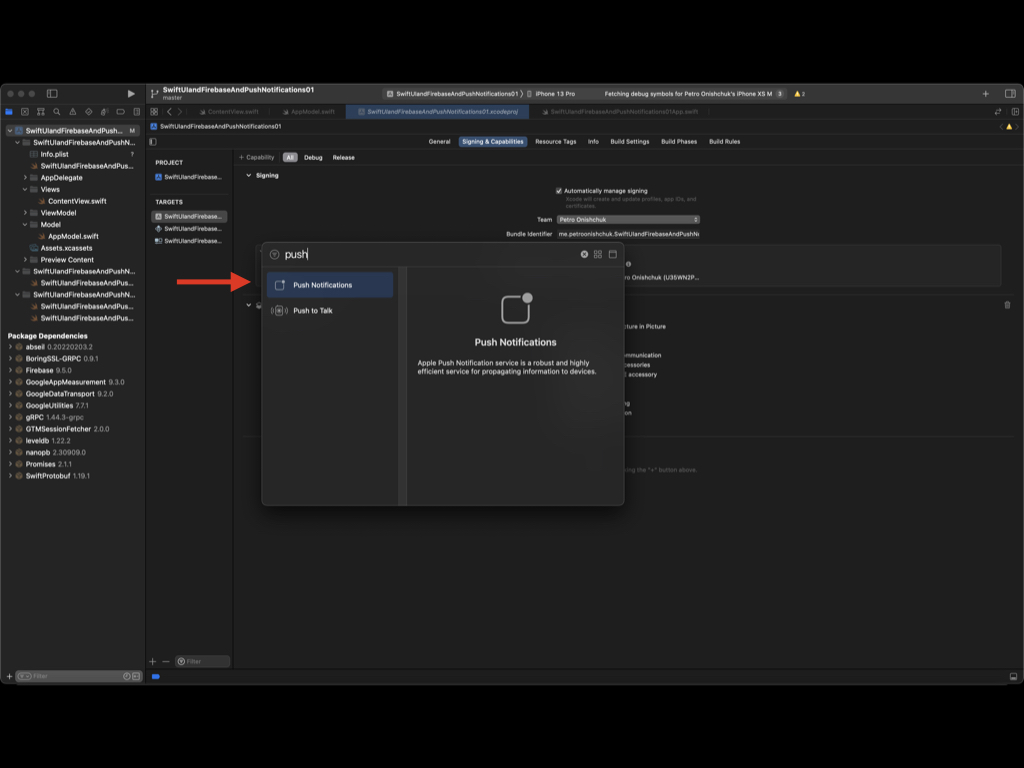 SwiftUIandFirebaseAndPushNotifications01
master
SwiftUIandFirebaseAndPushNotifications01 〉 iPhone 13 Pro
Fetching debug symbols for Petro Onishchuk's iPhone XS M 3
2
ContentView.swift
AppModel.swift
SwiftUIandFirebaseAndPushNotifications01.xcodeproj
SwiftUIandFirebaseAndPushNotifications01App.swift
SwiftUIandFirebaseAndPushNotifications01
SwiftUIandFirebaseAndPush... M
SwiftUIandFirebaseAndPushN...
Info.plist ?
SwiftUIandFirebaseAndPus...
AppDelegate
Views
ContentView.swift
ViewModel
Model
AppModel.swift
Assets.xcassets
Preview Content
SwiftUIandFirebaseAndPushN...
SwiftUIandFirebaseAndPus...
SwiftUIandFirebaseAndPushN...
SwiftUIandFirebaseAndPus...
SwiftUIandFirebaseAndPus...
Package Dependencies
abseil 0.20220203.2
BoringSSL-GRPC 0.9.1
Firebase 9.5.0
GoogleAppMeasurement 9.3.0
GoogleDataTransport 9.2.0
GoogleUtilities 7.7.1
gRPC 1.44.3-grpc
GTMSessionFetcher 2.0.0
leveldb 1.22.2
nanopb 2.30909.0
Promises 2.1.1
SwiftProtobuf 1.19.1
Filter
PROJECT
SwiftUIandFirebase...
TARGETS
SwiftUIandFirebase...
SwiftUIandFirebase...
SwiftUIandFirebase...
Filter
General Signing & Capabilities Resource Tags Info Build Settings Build Phases Build Rules
+ Capability All Debug Release
Signing
Automatically manage signing
Xcode will create and update profiles, app IDs, and
certificates.
Team Petro Onishchuk
Bundle Identifier me.petroonishchuk.SwiftUIandFirebaseAndPushN
ro Onishchuk (U35WN2P...
cture in Picture
mmunication
cessories
accessory
ng
on
ing the "+" button above.
push
Push Notifications
Push to Talk
Push Notifications
Apple Push Notification service is a robust and highly
efficient service for propagating information to devices.